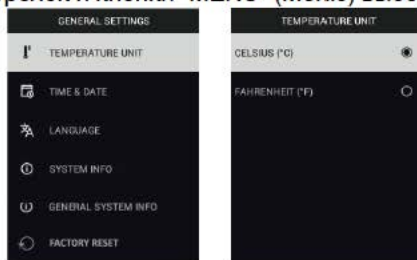 GENERAL SETTINGS
TEMPERATURE UNIT
TIME & DATE
LANGUAGE
SYSTEM INFO
GENERAL SYSTEM INFO
FACTORY RESET
TEMPERATURE UNIT
CELSIUS (°C)
FAHRENHEIT (°F)